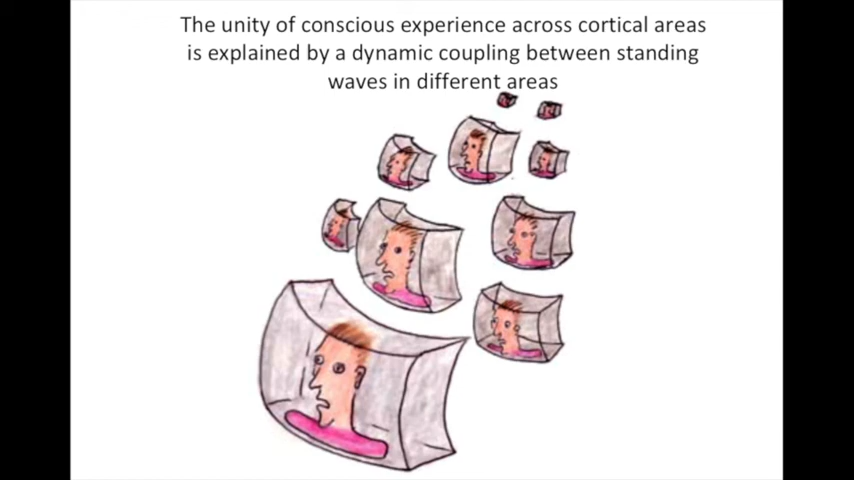 The unity of conscious experience across cortical areas
is explained by a dynamic coupling between standing
waves in different areas